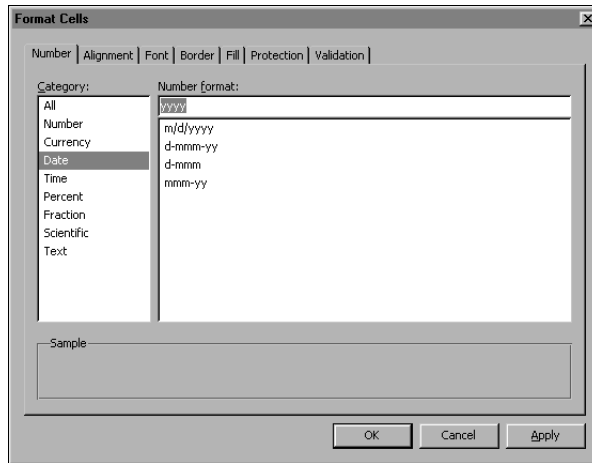 Format Cells
Number Alignment Font Border Fill Protection Validation
Category:
All
Number
Currency
Date
Time
Percent
Fraction
Scientific
Text
Number format:
yyyy
m/d/yyyy
d-mmm-yy
d-mmm
mmm-yy
Sample
OK Cancel Apply